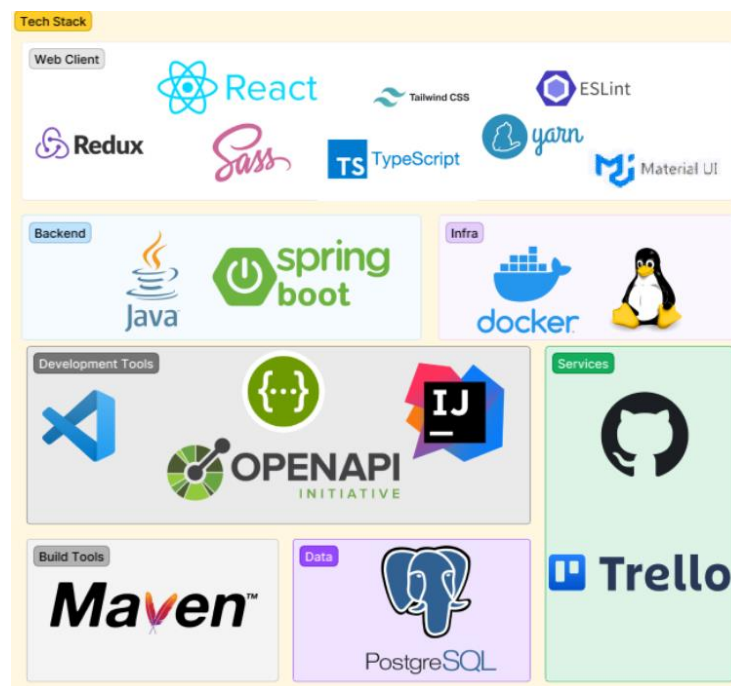 Tech Stack
Web Client
React
Tailwind CSS
ESLint
Redux
Sass
TS TypeScript
yarn
Material UI
Backend
Java
spring
boot
Infra
docker
Development Tools
{···}
IJ
OPENAPI
INITIATIVE
Services
Trello
Build Tools
Maven™
Data
PostgreSQL